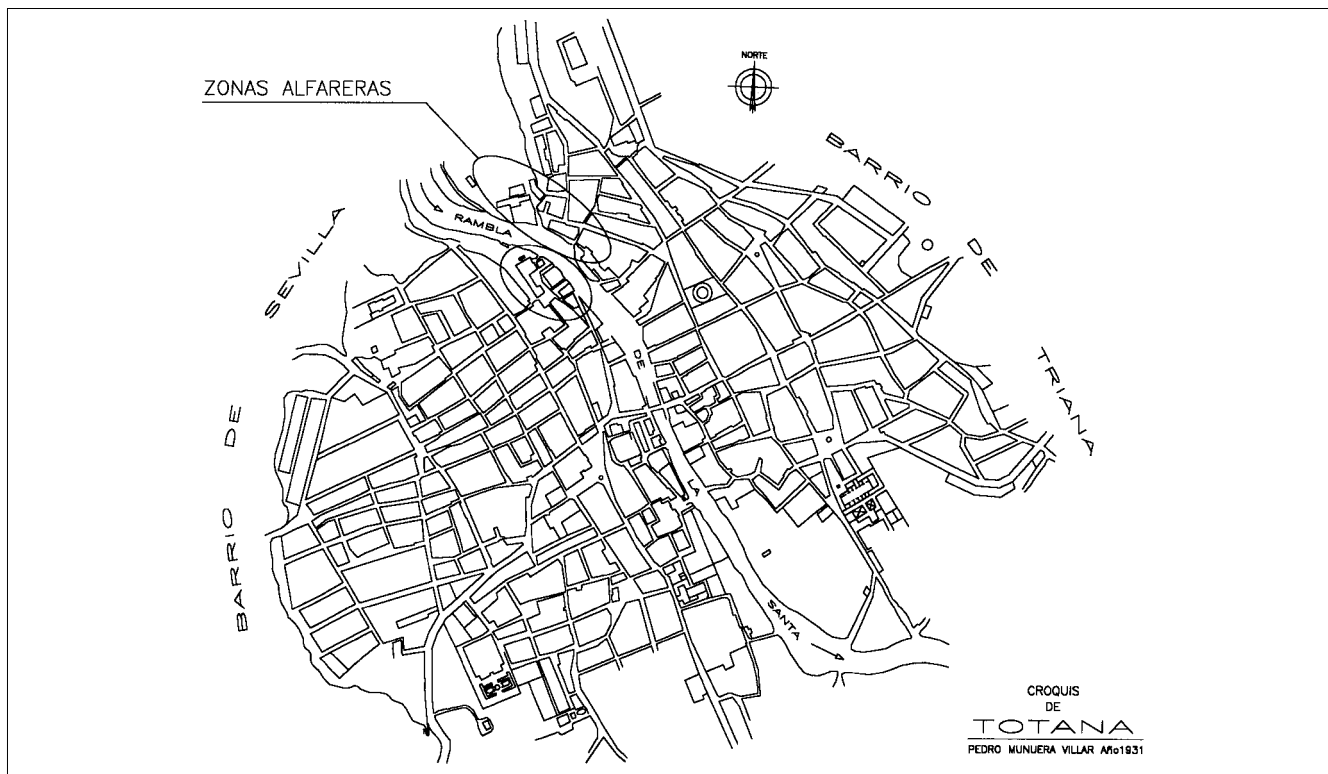 NORTE
ZONAS ALFARERAS
BARRIO DE TRIANA
BARRIO DE SEVILLA
RAMBLA DE LA SANTA
CROQUIS
DE
TOTANA
PEDRO MUNUERA VILLAR Año1931